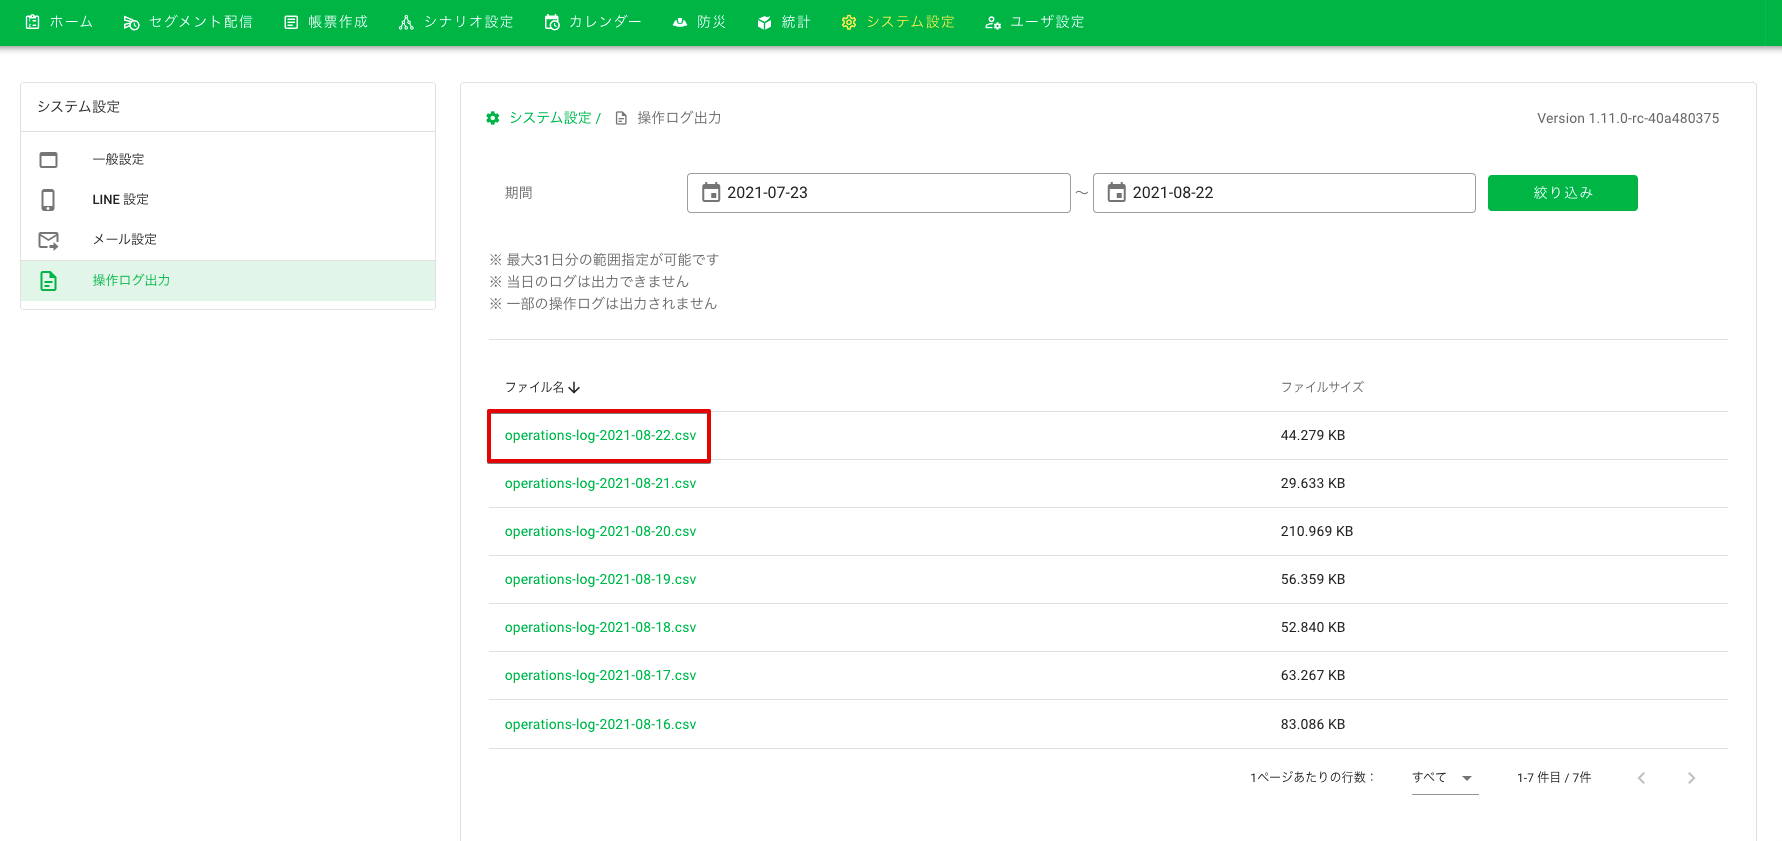 ホーム セグメント配信 帳票作成 シナリオ設定 カレンダー 防災 統計 システム設定 ユーザ設定
システム設定
一般設定
LINE 設定
メール設定
操作ログ出力
システム設定 / 操作ログ出力
Version 1.11.0-rc-40a480375
期間 2021-07-23 ～ 2021-08-22 絞り込み
※ 最大31日分の範囲指定が可能です
※ 当日のログは出力できません
※ 一部の操作ログは出力されません
ファイル名 ファイルサイズ
operations-log-2021-08-22.csv 44.279 KB
operations-log-2021-08-21.csv 29.633 KB
operations-log-2021-08-20.csv 210.969 KB
operations-log-2021-08-19.csv 56.359 KB
operations-log-2021-08-18.csv 52.840 KB
operations-log-2021-08-17.csv 63.267 KB
operations-log-2021-08-16.csv 83.086 KB
1ページあたりの行数： すべて 1-7 件目 / 7件